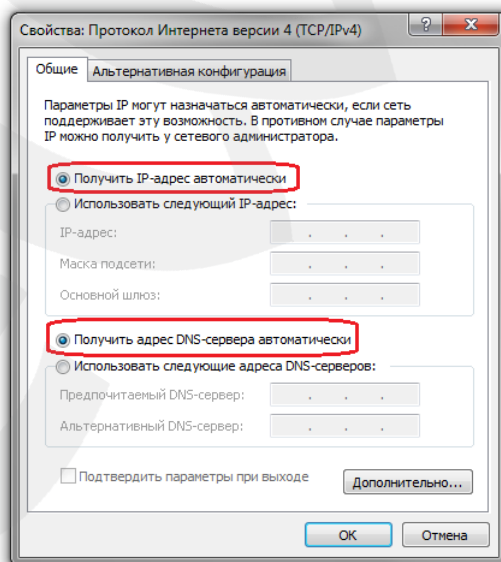 Свойства: Протокол Интернета версии 4 (TCP/IPv4)
Общие
Альтернативная конфигурация
Параметры IP могут назначаться автоматически, если сеть
поддерживает эту возможность. В противном случае параметры
IP можно получить у сетевого администратора.
Получить IP-адрес автоматически
Использовать следующий IP-адрес:
IP-адрес:
Маска подсети:
Основной шлюз:
Получить адрес DNS-сервера автоматически
Использовать следующие адреса DNS-серверов:
Предпочитаемый DNS-сервер:
Альтернативный DNS-сервер:
Подтвердить параметры при выходе
Дополнительно...
ОК
Отмена